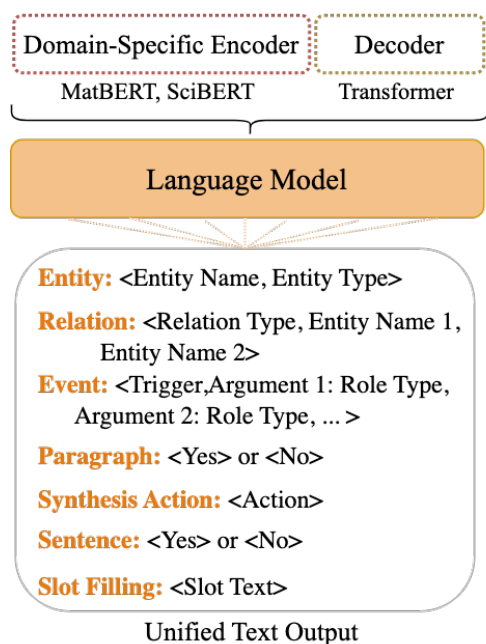 Domain-Specific Encoder
Decoder
MatBERT, SciBERT
Transformer
Language Model
Entity: <Entity Name, Entity Type>
Relation: <Relation Type, Entity Name 1,
Entity Name 2>
Event: <Trigger,Argument 1: Role Type,
Argument 2: Role Type, ... >
Paragraph: <Yes> or <No>
Synthesis Action: <Action>
Sentence: <Yes> or <No>
Slot Filling: <Slot Text>
Unified Text Output